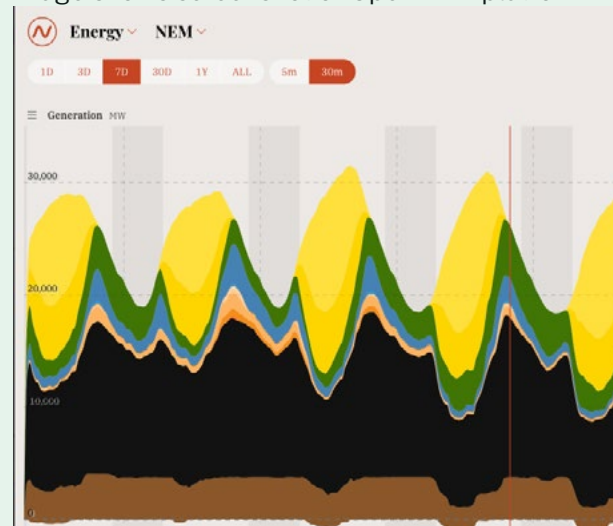 Energy NEM
1D 3D 7D 30D 1Y ALL 5m 30m
Generation MW
30,000
20,000
10,000
0